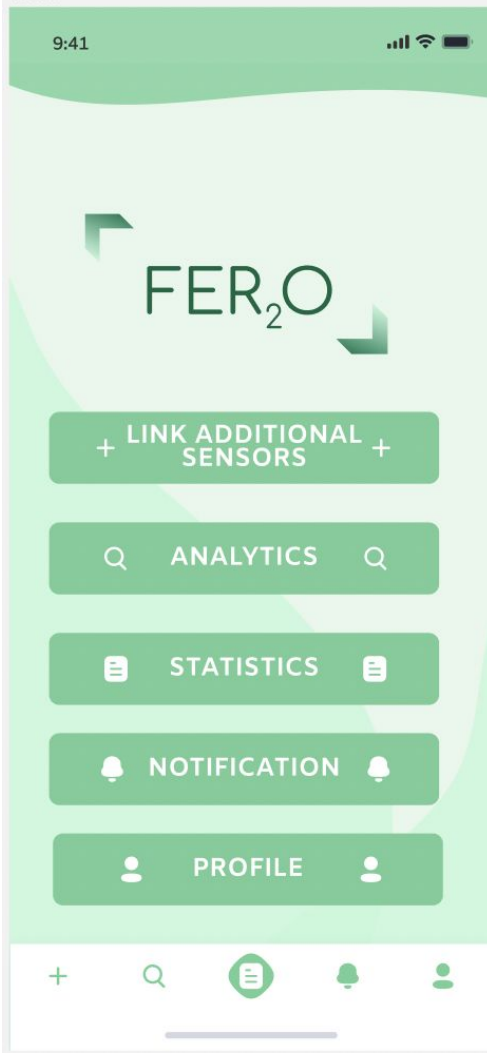 9:41
FER₂O
LINK ADDITIONAL
SENSORS
ANALYTICS
STATISTICS
NOTIFICATION
PROFILE